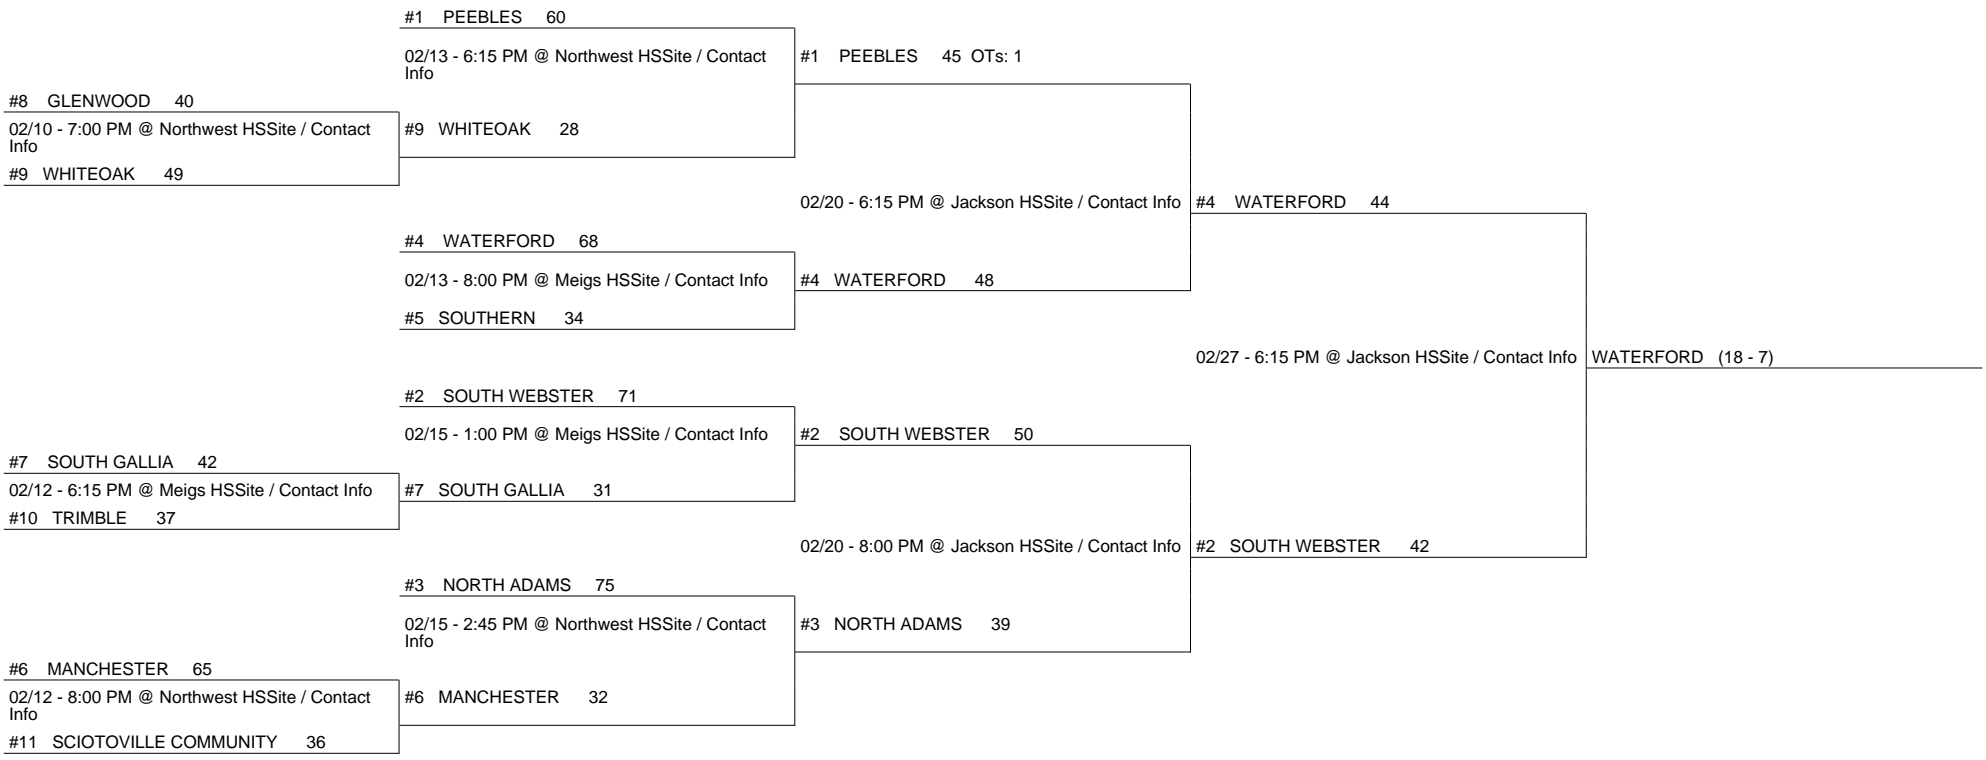 #1 PEEBLES 60
02/13 - 6:15 PM @ Northwest HSSite / Contact
Info
#1 PEEBLES 45 OTs: 1
#8 GLENWOOD 40
02/10 - 7:00 PM @ Northwest HSSite / Contact
Info
#9 WHITEOAK 28
#9 WHITEOAK 49
02/20 - 6:15 PM @ Jackson HSSite / Contact Info
#4 WATERFORD 44
#4 WATERFORD 68
02/13 - 8:00 PM @ Meigs HSSite / Contact Info
#4 WATERFORD 48
#5 SOUTHERN 34
02/27 - 6:15 PM @ Jackson HSSite / Contact Info
WATERFORD (18 - 7)
#2 SOUTH WEBSTER 71
02/15 - 1:00 PM @ Meigs HSSite / Contact Info
#2 SOUTH WEBSTER 50
#7 SOUTH GALLIA 42
02/12 - 6:15 PM @ Meigs HSSite / Contact Info
#7 SOUTH GALLIA 31
#10 TRIMBLE 37
02/20 - 8:00 PM @ Jackson HSSite / Contact Info
#2 SOUTH WEBSTER 42
#3 NORTH ADAMS 75
02/15 - 2:45 PM @ Northwest HSSite / Contact
Info
#3 NORTH ADAMS 39
#6 MANCHESTER 65
02/12 - 8:00 PM @ Northwest HSSite / Contact
Info
#6 MANCHESTER 32
#11 SCIOTOVILLE COMMUNITY 36